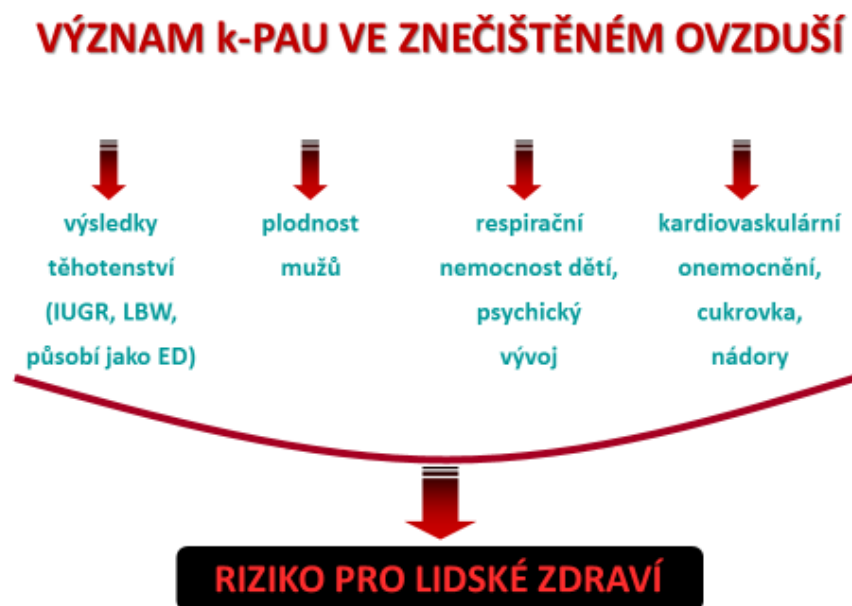 VÝZNAM k-PAU VE ZNEČIŠTĚNÉM OVZDUŠÍ
výsledky
těhotenství
(IUGR, LBW,
působí jako ED)
plodnost
mužů
respirační
nemocnost dětí,
psychický
vývoj
kardiovaskulární
onemocnění,
cukrovka,
nádory
RIZIKO PRO LIDSKÉ ZDRAVÍ